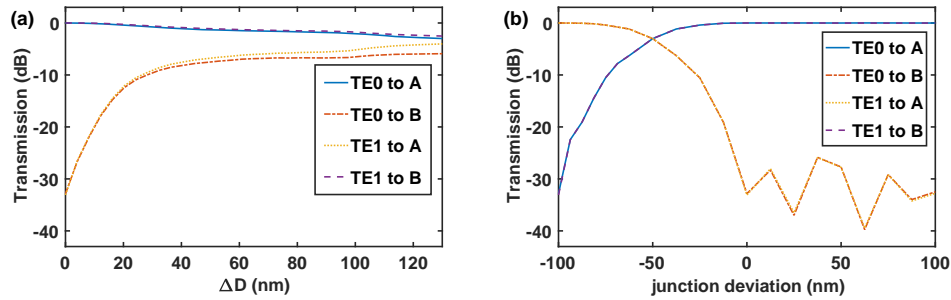 (a)
Transmission (dB)
0
-10
-20
-30
-40
TE0 to A
TE0 to B
TE1 to A
TE1 to B
0 20 40 60 80 100 120
ΔD (nm)
(b)
Transmission (dB)
0
-10
-20
-30
-40
TE0 to A
TE0 to B
TE1 to A
TE1 to B
-100 -50 0 50 100
junction deviation (nm)